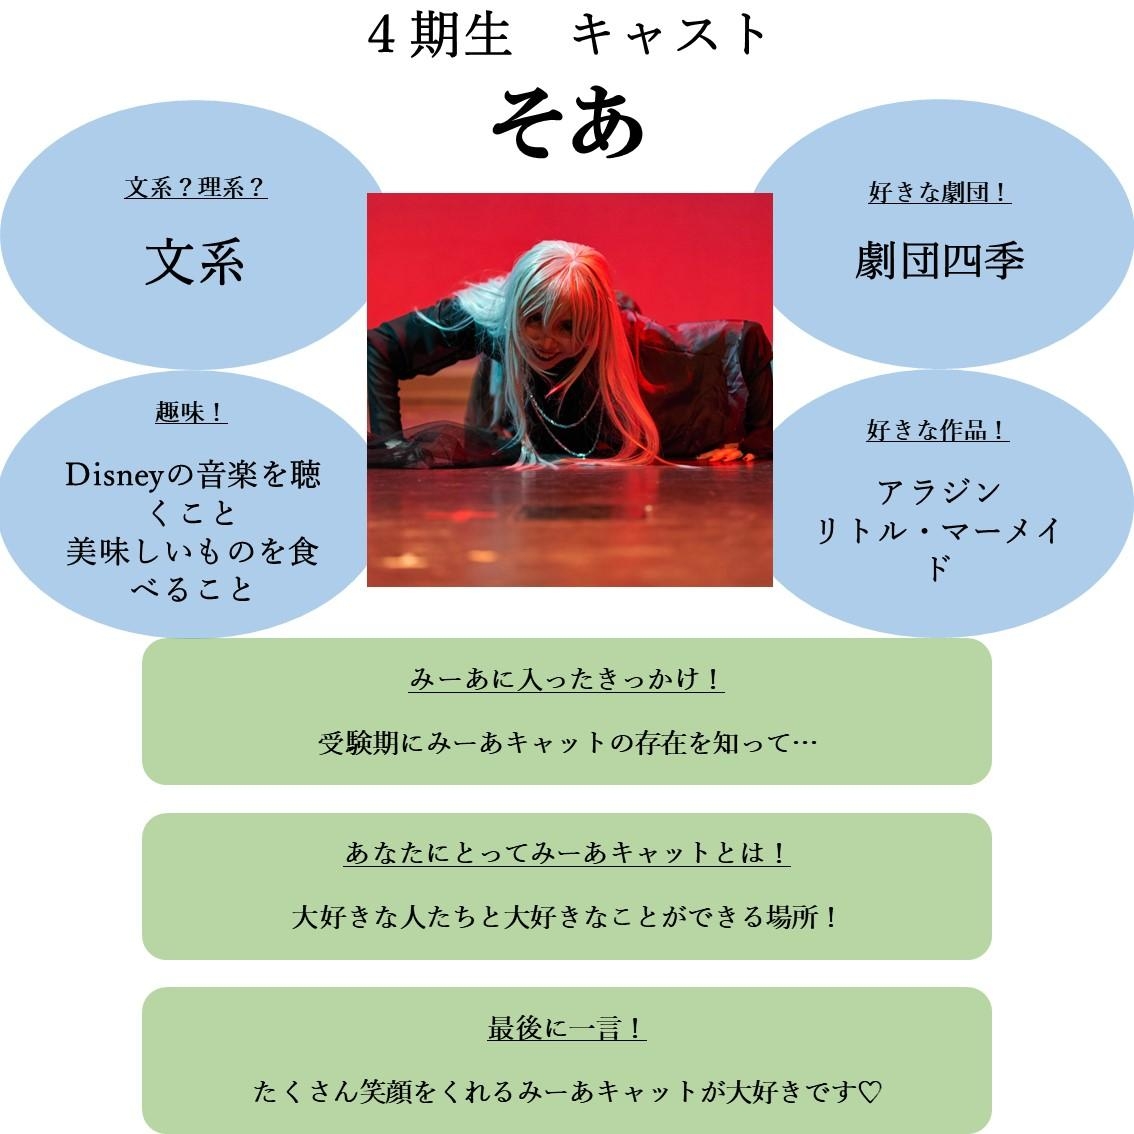 ４期生　キャスト
そあ
文系？理系？
文系
好きな劇団！
劇団四季
趣味！
Disneyの音楽を聴
くこと
美味しいものを食
べること
好きな作品！
アラジン
リトル・マーメイ
ド
みーあに入ったきっかけ！
受験期にみーあキャットの存在を知って…
あなたにとってみーあキャットとは！
大好きな人たちと大好きなことができる場所！
最後に一言！
たくさん笑顔をくれるみーあキャットが大好きです♡